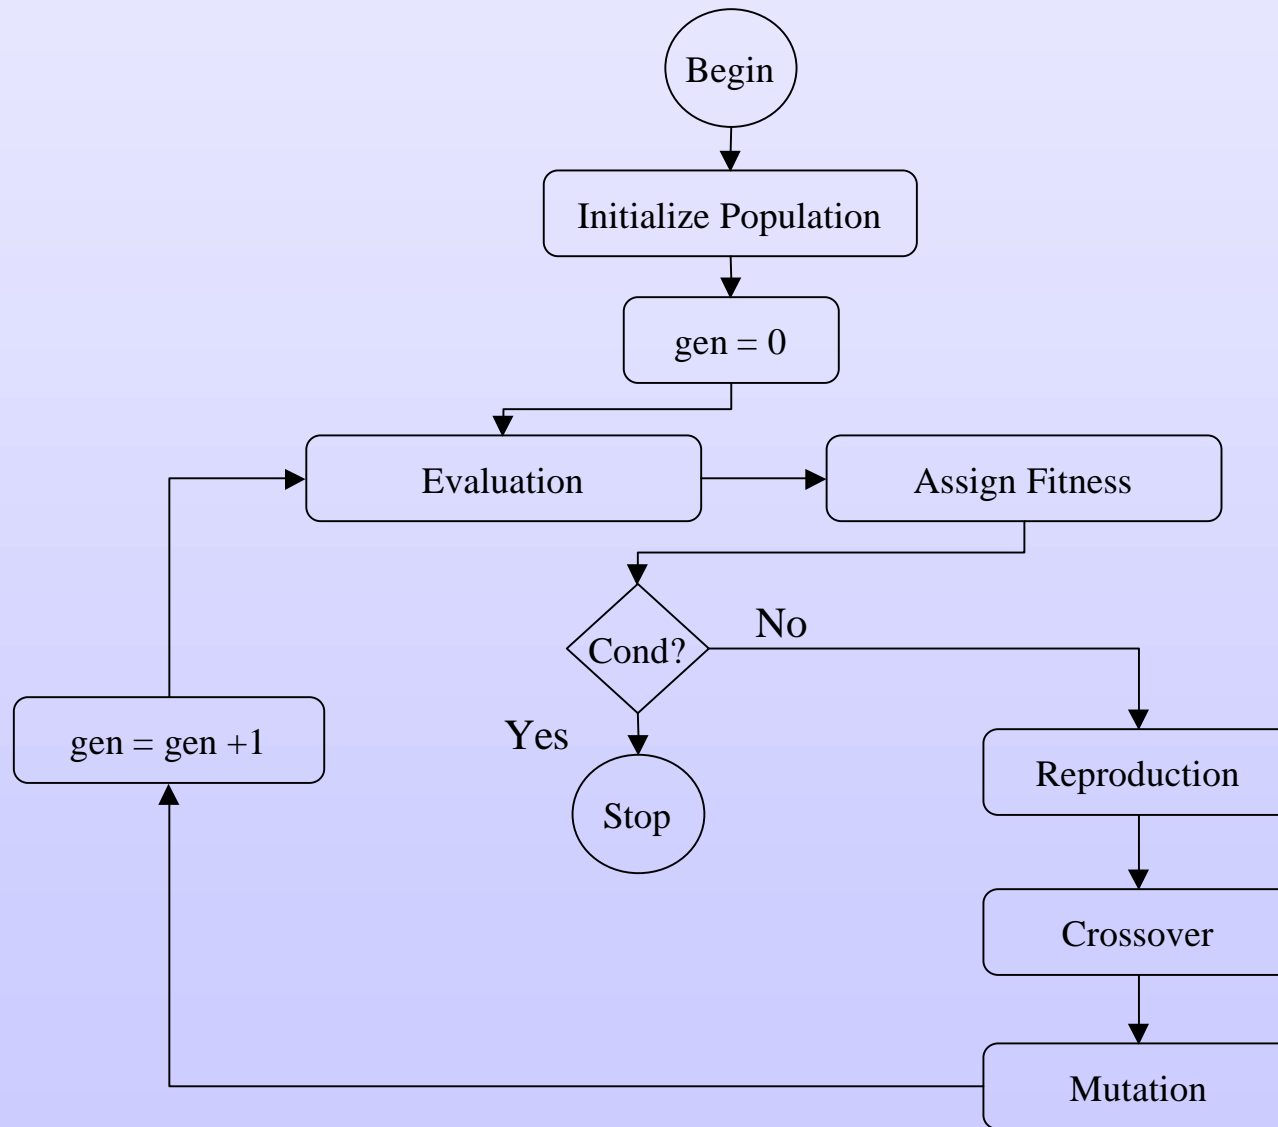 Begin
Initialize Population
gen = 0
Evaluation
Assign Fitness
No
Cond?
Yes
gen = gen +1
Reproduction
Stop
Crossover
Mutation